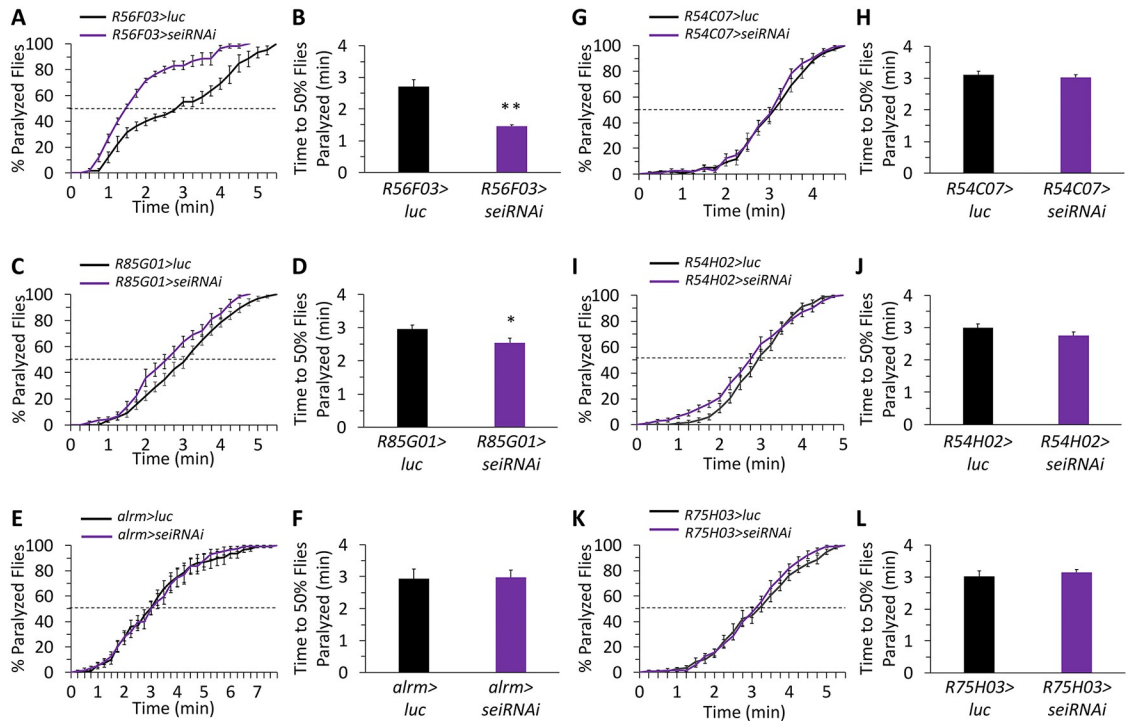 A
R56F03>luc
R56F03>seiRNAi
% Paralyzed Flies
100
80
60
40
20
0
0 1 2 3 4 5
Time (min)
B
Time to 50% Flies
Paralyzed (min)
4
3
2
1
0
**
R56F03> R56F03>
luc seiRNAi
G
R54C07>luc
R54C07>seiRNAi
% Paralyzed Flies
100
80
60
40
20
0
0 1 2 3 4
Time (min)
H
Time to 50% Flies
Paralyzed (min)
4
3
2
1
0
R54C07> R54C07>
luc seiRNAi
C
R85G01>luc
R85G01>seiRNAi
% Paralyzed Flies
100
80
60
40
20
0
0 1 2 3 4 5
Time (min)
D
Time to 50% Flies
Paralyzed (min)
4
3
2
1
0
*
R85G01> R85G01>
luc seiRNAi
I
R54H02>luc
R54H02>seiRNAi
% Paralyzed Flies
100
80
60
40
20
0
0 1 2 3 4 5
Time (min)
J
Time to 50% Flies
Paralyzed (min)
4
3
2
1
0
R54H02> R54H02>
luc seiRNAi
E
alrm>luc
alrm>seiRNAi
% Paralyzed Flies
100
80
60
40
20
0
0 1 2 3 4 5 6 7
Time (min)
F
Time to 50% Flies
Paralyzed (min)
4
3
2
1
0
alrm> alrm>
luc seiRNAi
K
R75H03>luc
R75H03>seiRNAi
% Paralyzed Flies
100
80
60
40
20
0
0 1 2 3 4 5
Time (min)
L
Time to 50% Flies
Paralyzed (min)
4
3
2
1
0
R75H03> R75H03>
luc seiRNAi